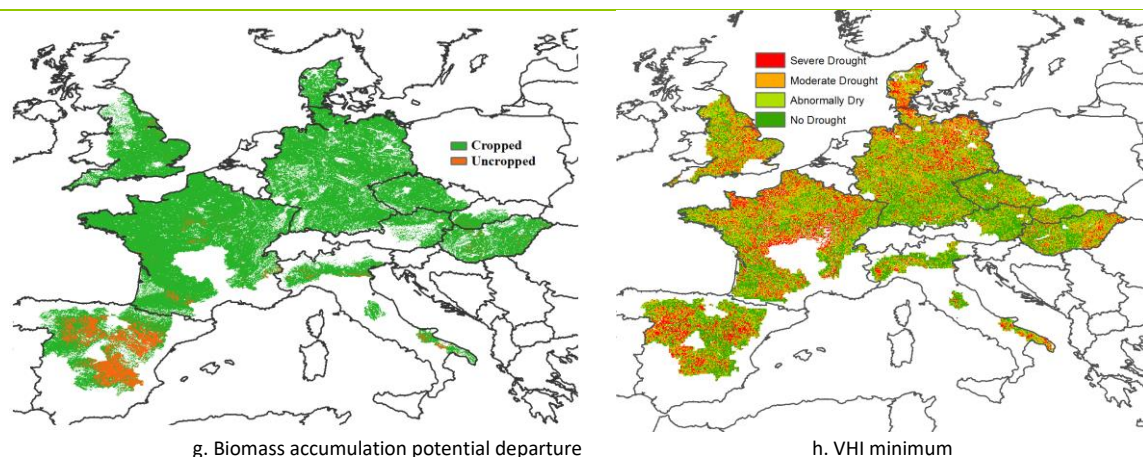 Cropped
Uncropped
Severe Drought
Moderate Drought
Abnormally Dry
No Drought
g. Biomass accumulation potential departure
h. VHI minimum